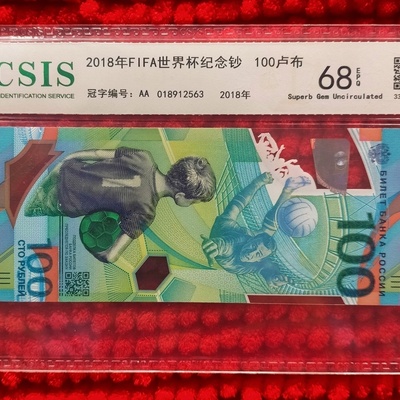 CSIS
IDENTIFICATION SERVICE
2018年FIFA世界杯纪念钞 100卢布
冠字编号: AA 018912563 2018年
68 EPQ
Superb Gem Uncirculated
33
1
100
СТО РУБЛЕЙ
100
БИЛЕТ БАНКА РОССИИ